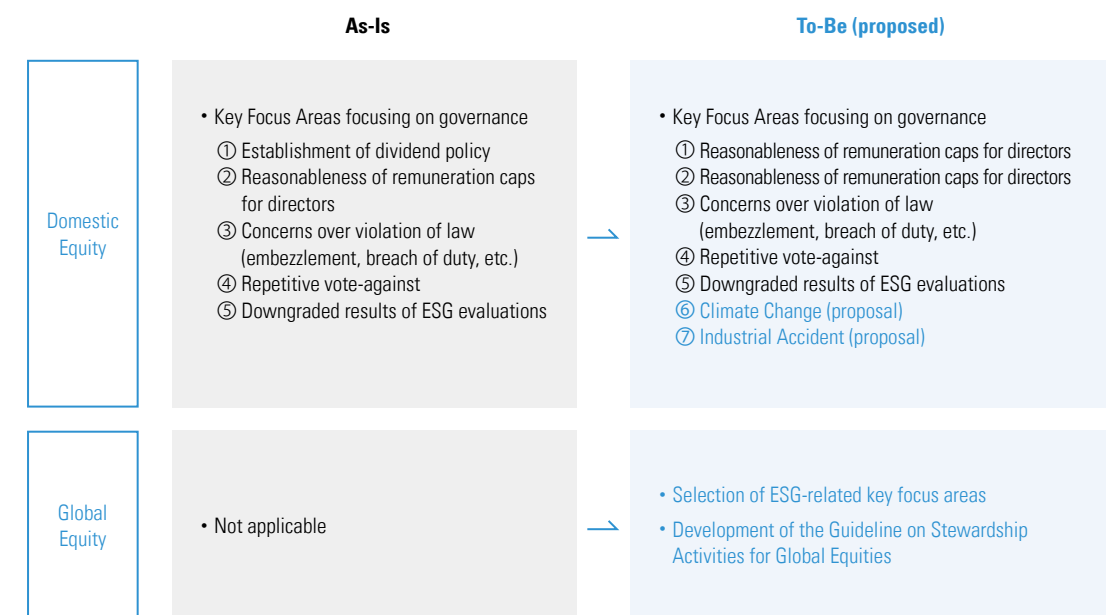 As-Is
To-Be (proposed)
Domestic
Equity
• Key Focus Areas focusing on governance
① Establishment of dividend policy
② Reasonableness of remuneration caps
for directors
③ Concerns over violation of law
(embezzlement, breach of duty, etc.)
④ Repetitive vote-against
⑤ Downgraded results of ESG evaluations
• Key Focus Areas focusing on governance
① Reasonableness of remuneration caps for directors
② Reasonableness of remuneration caps for directors
③ Concerns over violation of law
(embezzlement, breach of duty, etc.)
④ Repetitive vote-against
⑤ Downgraded results of ESG evaluations
⑥ Climate Change (proposal)
⑦ Industrial Accident (proposal)
Global
Equity
• Not applicable
• Selection of ESG-related key focus areas
• Development of the Guideline on Stewardship
Activities for Global Equities